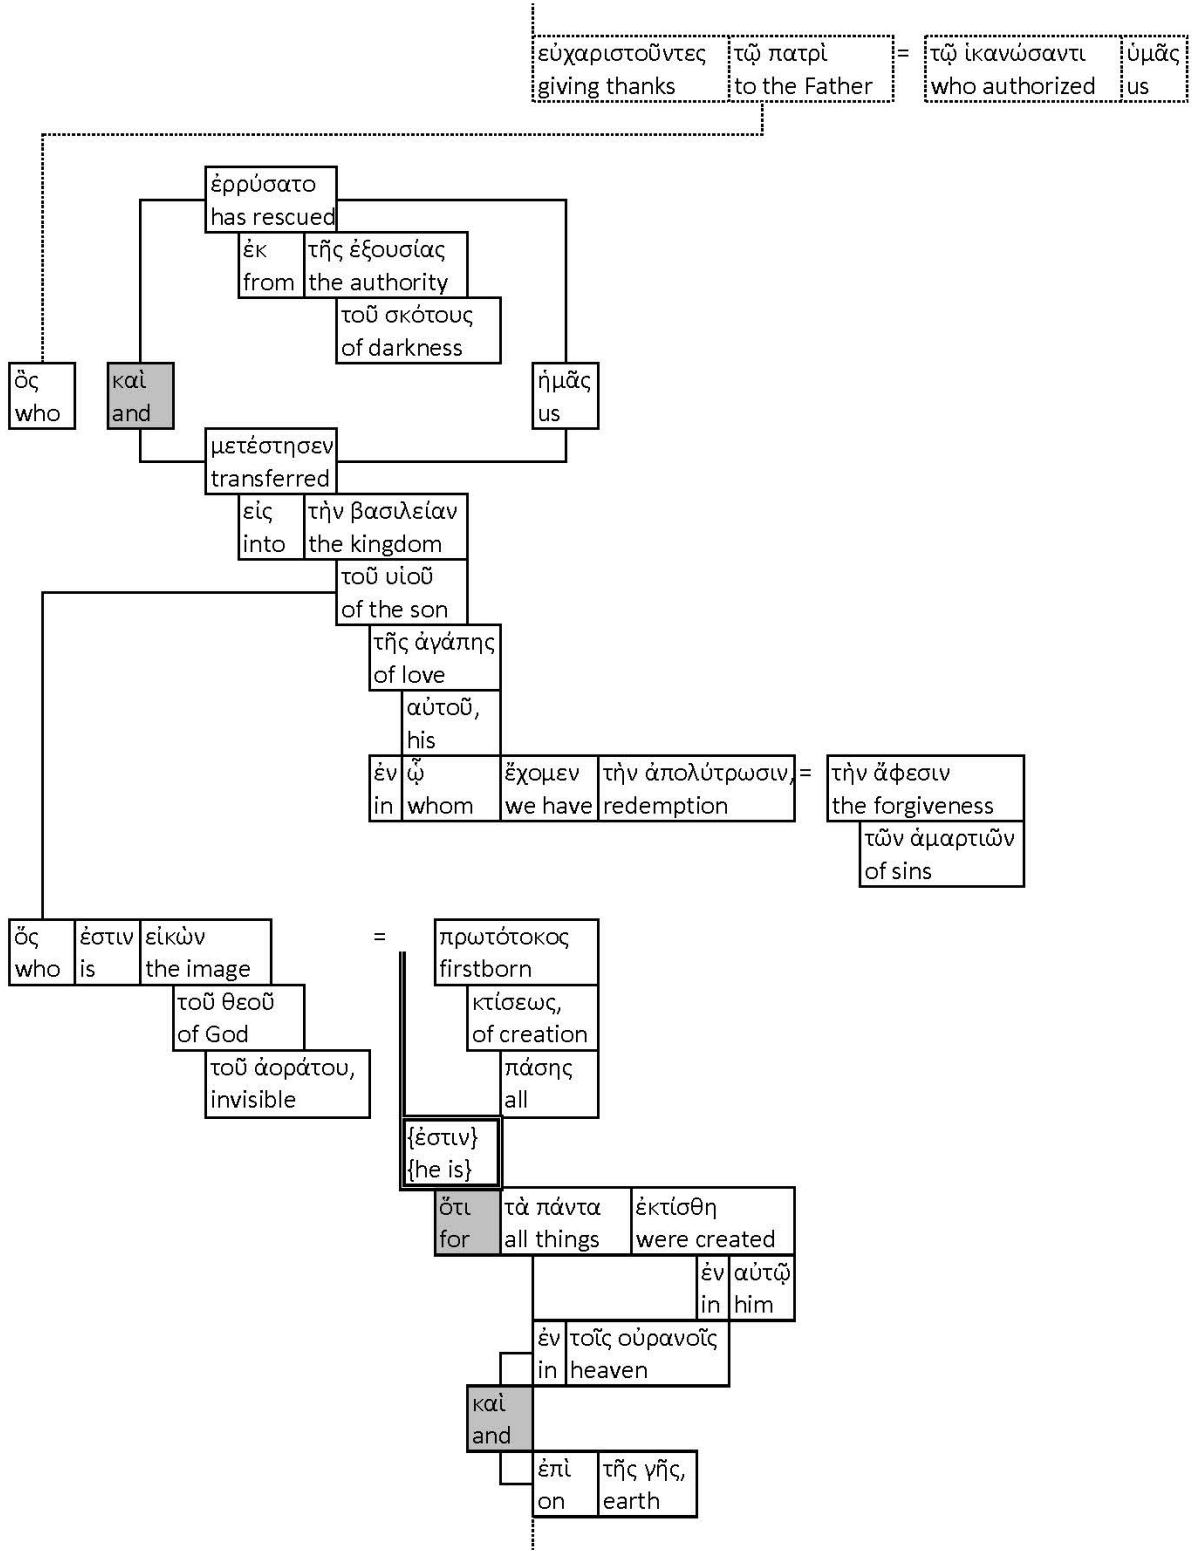 εὐχαριστοῦντες τῷ πατρὶ = τῷ ἱκανώσαντι ὑμᾶς
giving thanks to the Father who authorized us
ἐρρύσατο
has rescued
ἐκ τῆς ἐξουσίας
from the authority
τοῦ σκότους
of darkness
ὃς καὶ ἡμᾶς
who and us
μετέστησεν
transferred
εἰς τὴν βασιλείαν
into the kingdom
τοῦ υἱοῦ
of the son
τῆς ἀγάπης
of love
αὐτοῦ,
his
ἐν ᾧ ἔχομεν τὴν ἀπολύτρωσιν, = τὴν ἄφεσιν
in whom we have redemption the forgiveness
τῶν ἁμαρτιῶν
of sins
ὅς ἐστιν εἰκὼν = πρωτότοκος
who is the image firstborn
τοῦ θεοῦ κτίσεως,
of God of creation
τοῦ ἀοράτου, πάσης
invisible all
{ἐστιν}
{he is}
ὅτι τὰ πάντα ἐκτίσθη
for all things were created
ἐν αὐτῷ
in him
ἐν τοῖς οὐρανοῖς
in heaven
καὶ
and
ἐπὶ τῆς γῆς,
on earth